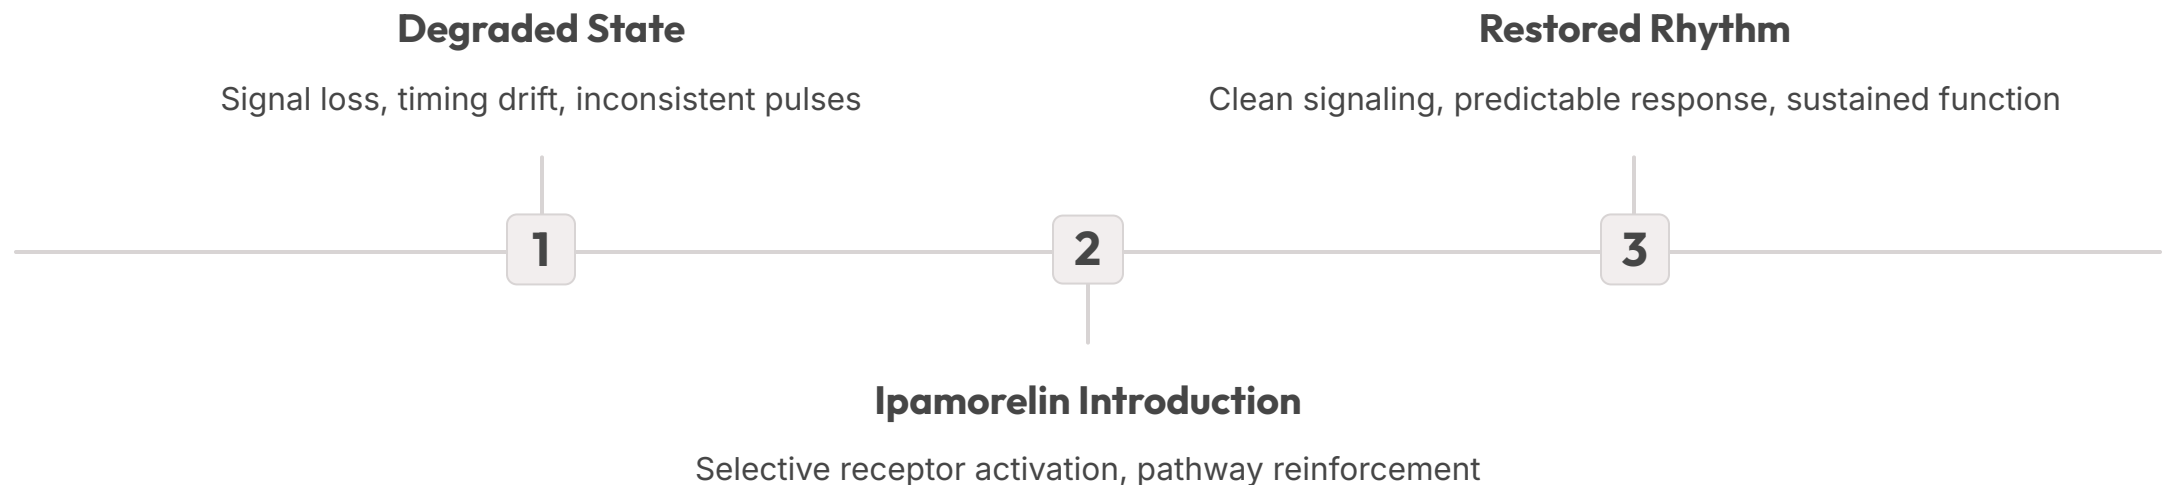 Degraded State
Signal loss, timing drift, inconsistent pulses
Restored Rhythm
Clean signaling, predictable response, sustained function
1
2
3
Ipamorelin Introduction
Selective receptor activation, pathway reinforcement